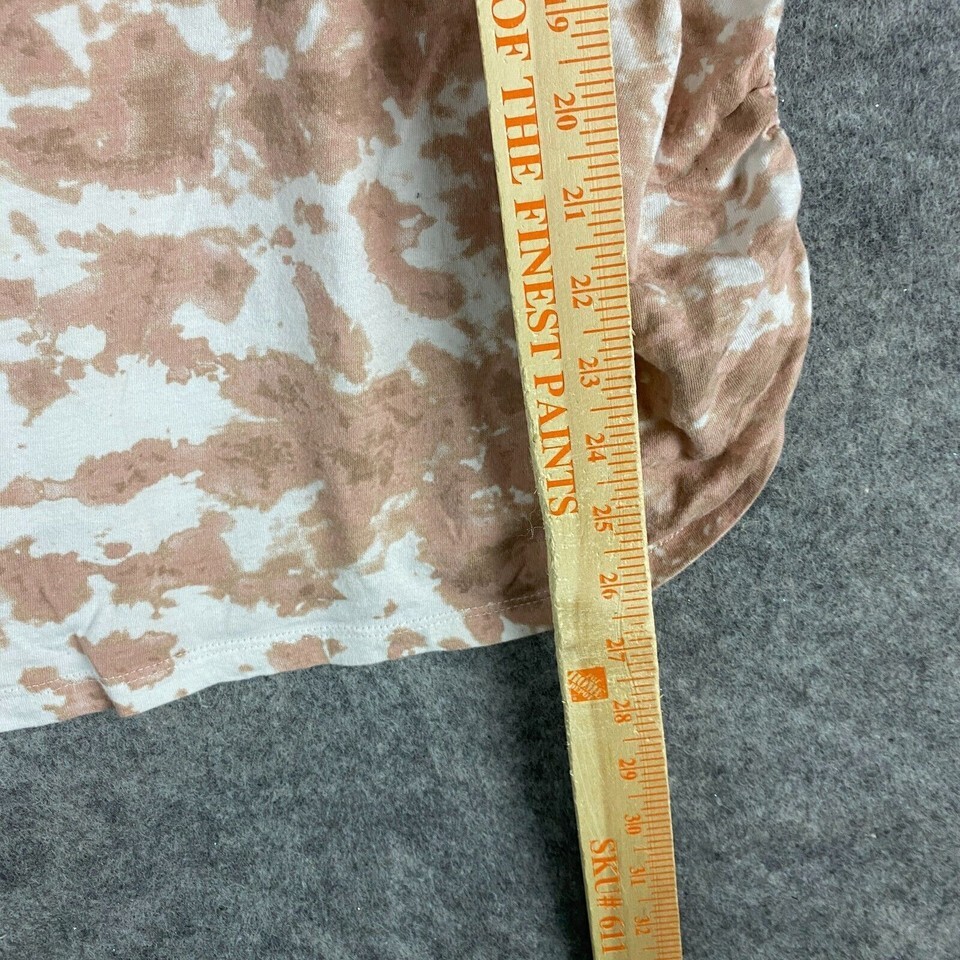 OF THE FINEST PAINTS
19 20 21 22 23 24 25 26 27 28 29 30 31 32
SKU# 611